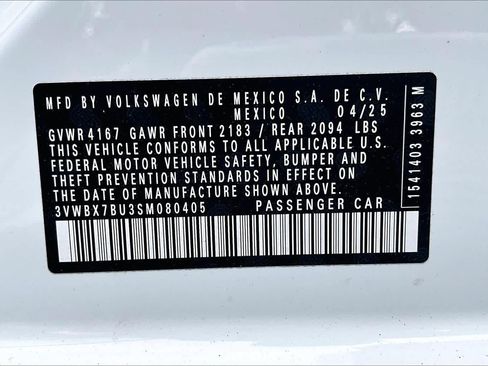 MFD BY VOLKSWAGEN DE MEXICO S.A. DE C.V.
MEXICO 04/25
GVWR 4167 GAWR FRONT 2183 / REAR 2094 LBS
THIS VEHICLE CONFORMS TO ALL APPLICABLE
FEDERAL MOTOR VEHICLE SAFETY, BUMPER AND
THEFT PREVENTION STANDARDS IN EFFECT ON
THE DATE OF MANUFACTURE SHOWN ABOVE
3VWBX7BU3SM080405 PASSENGER CAR
1541403 3963 M